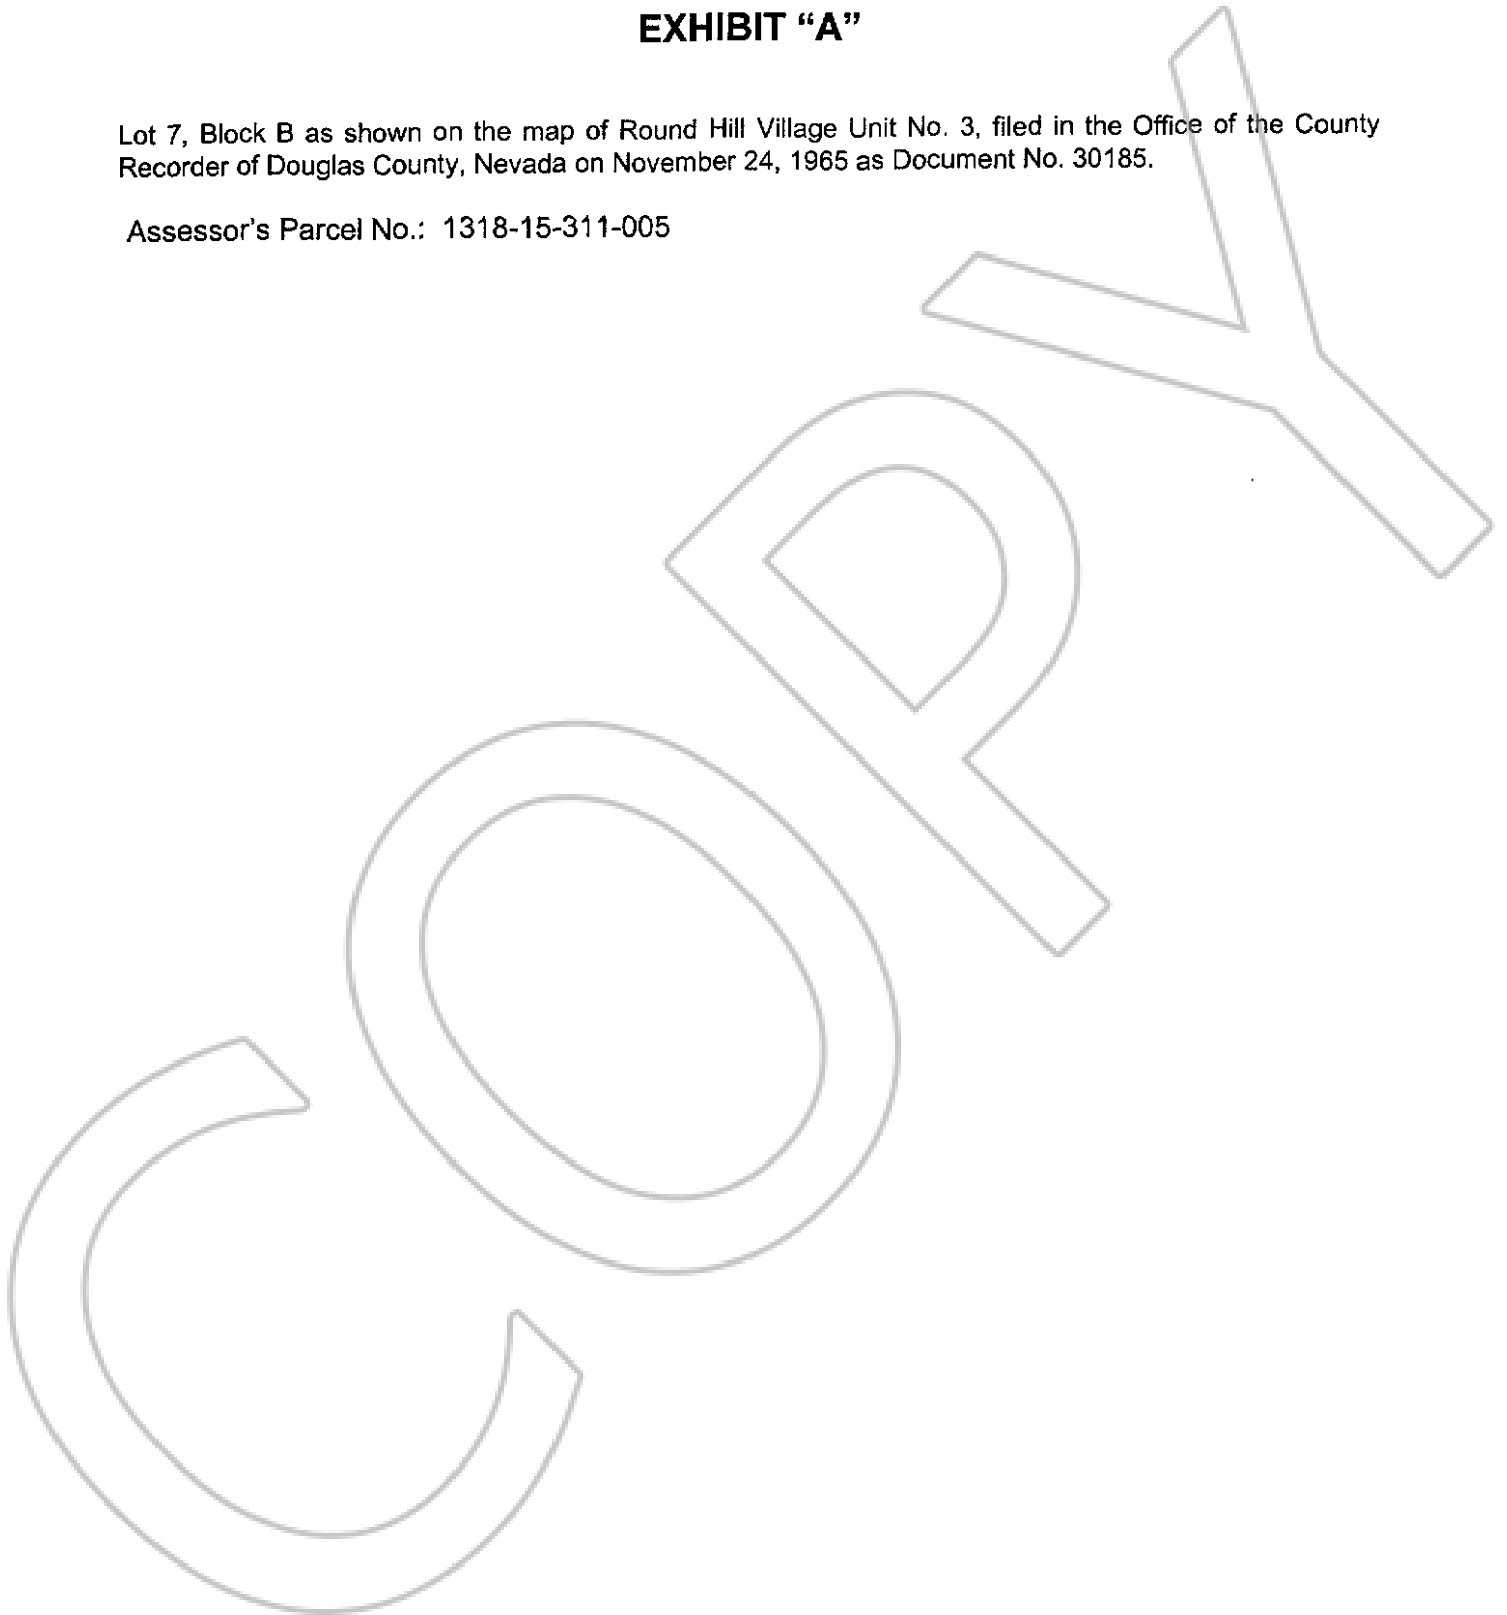 EXHIBIT “A”
Lot 7, Block B as shown on the map of Round Hill Village Unit No. 3, filed in the Office of the County
Recorder of Douglas County, Nevada on November 24, 1965 as Document No. 30185.
Assessor’s Parcel No.: 1318-15-311-005
COPY